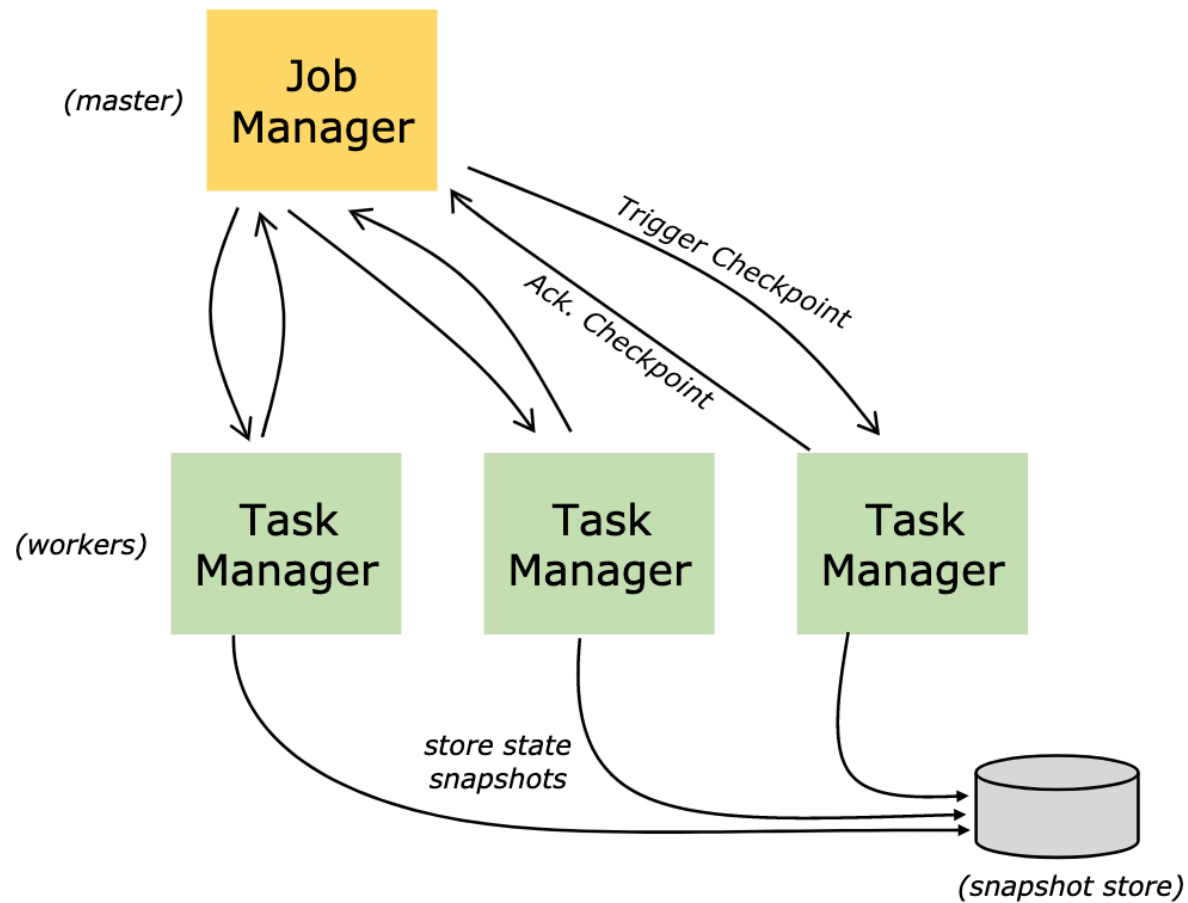 Job
Manager
(master)
Trigger Checkpoint
Ack. Checkpoint
(workers)
Task
Manager
Task
Manager
Task
Manager
store state
snapshots
(snapshot store)